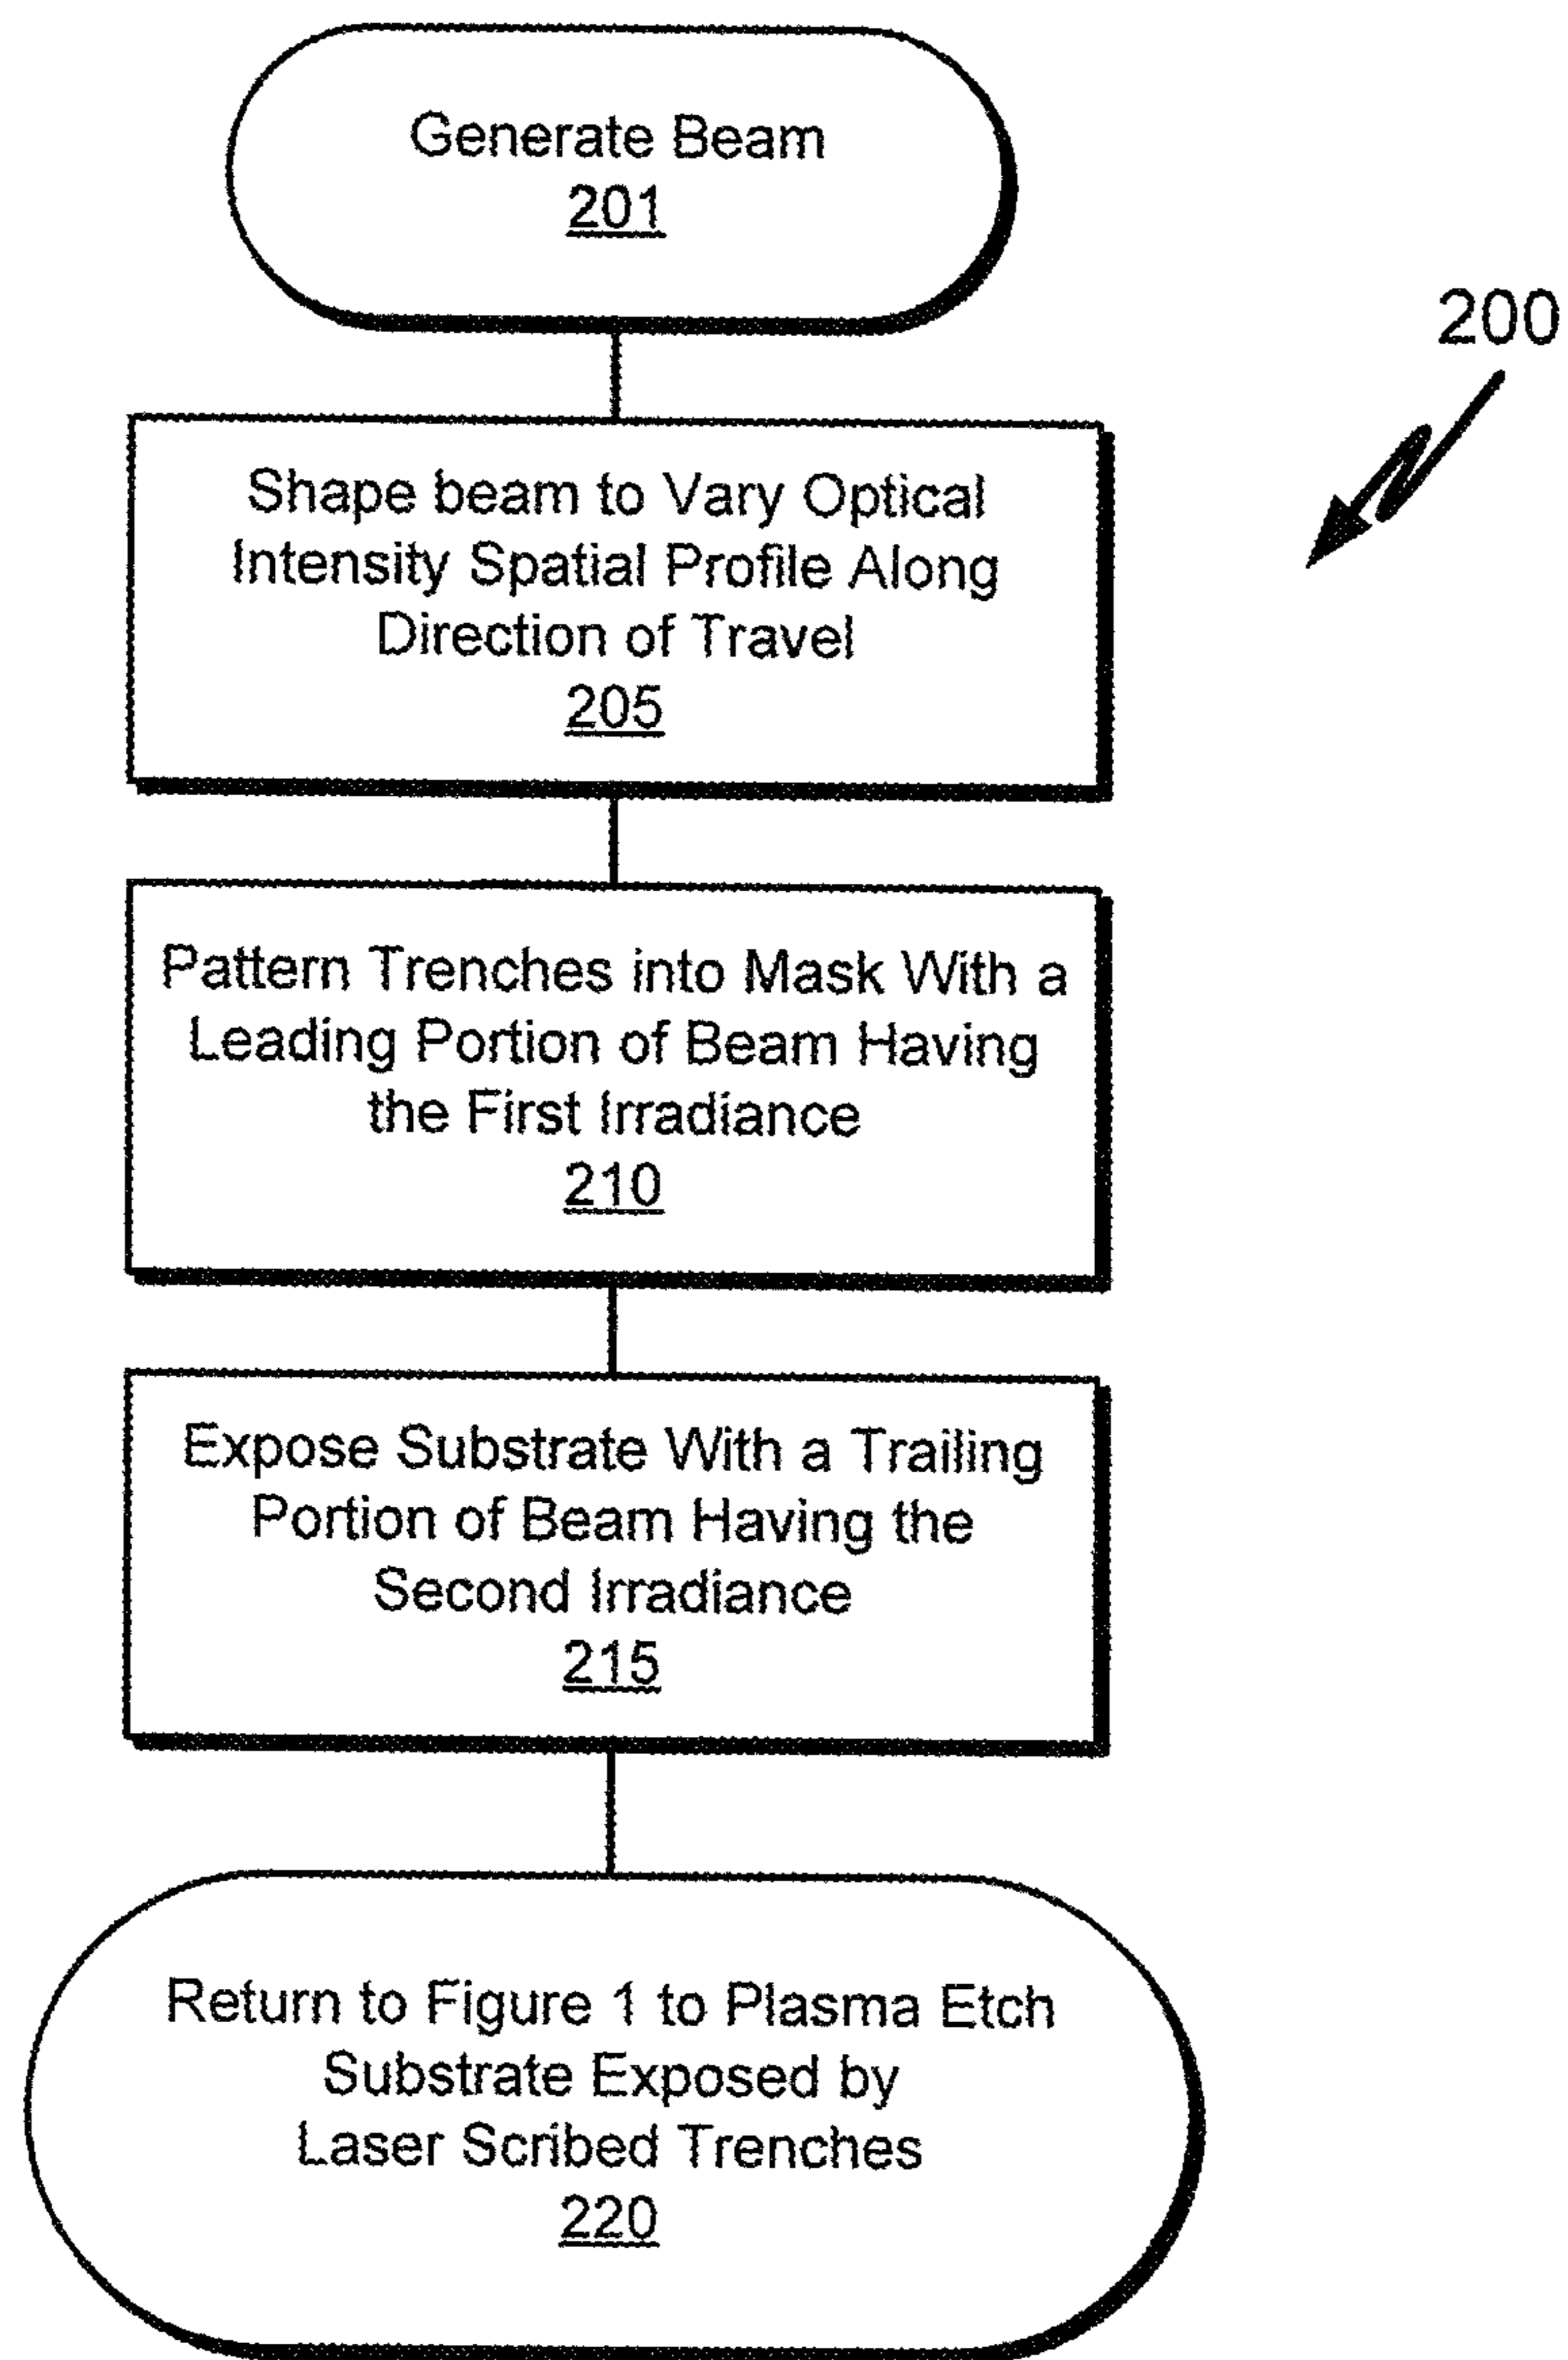 Generate Beam
201
200
Shape beam to Vary Optical
Intensity Spatial Profile Along
Direction of Travel
205
Pattern Trenches into Mask With a
Leading Portion of Beam Having
the First Irradiance
210
Expose Substrate With a Trailing
Portion of Beam Having the
Second Irradiance
215
Return to Figure 1 to Plasma Etch
Substrate Exposed by
Laser Scribed Trenches
220